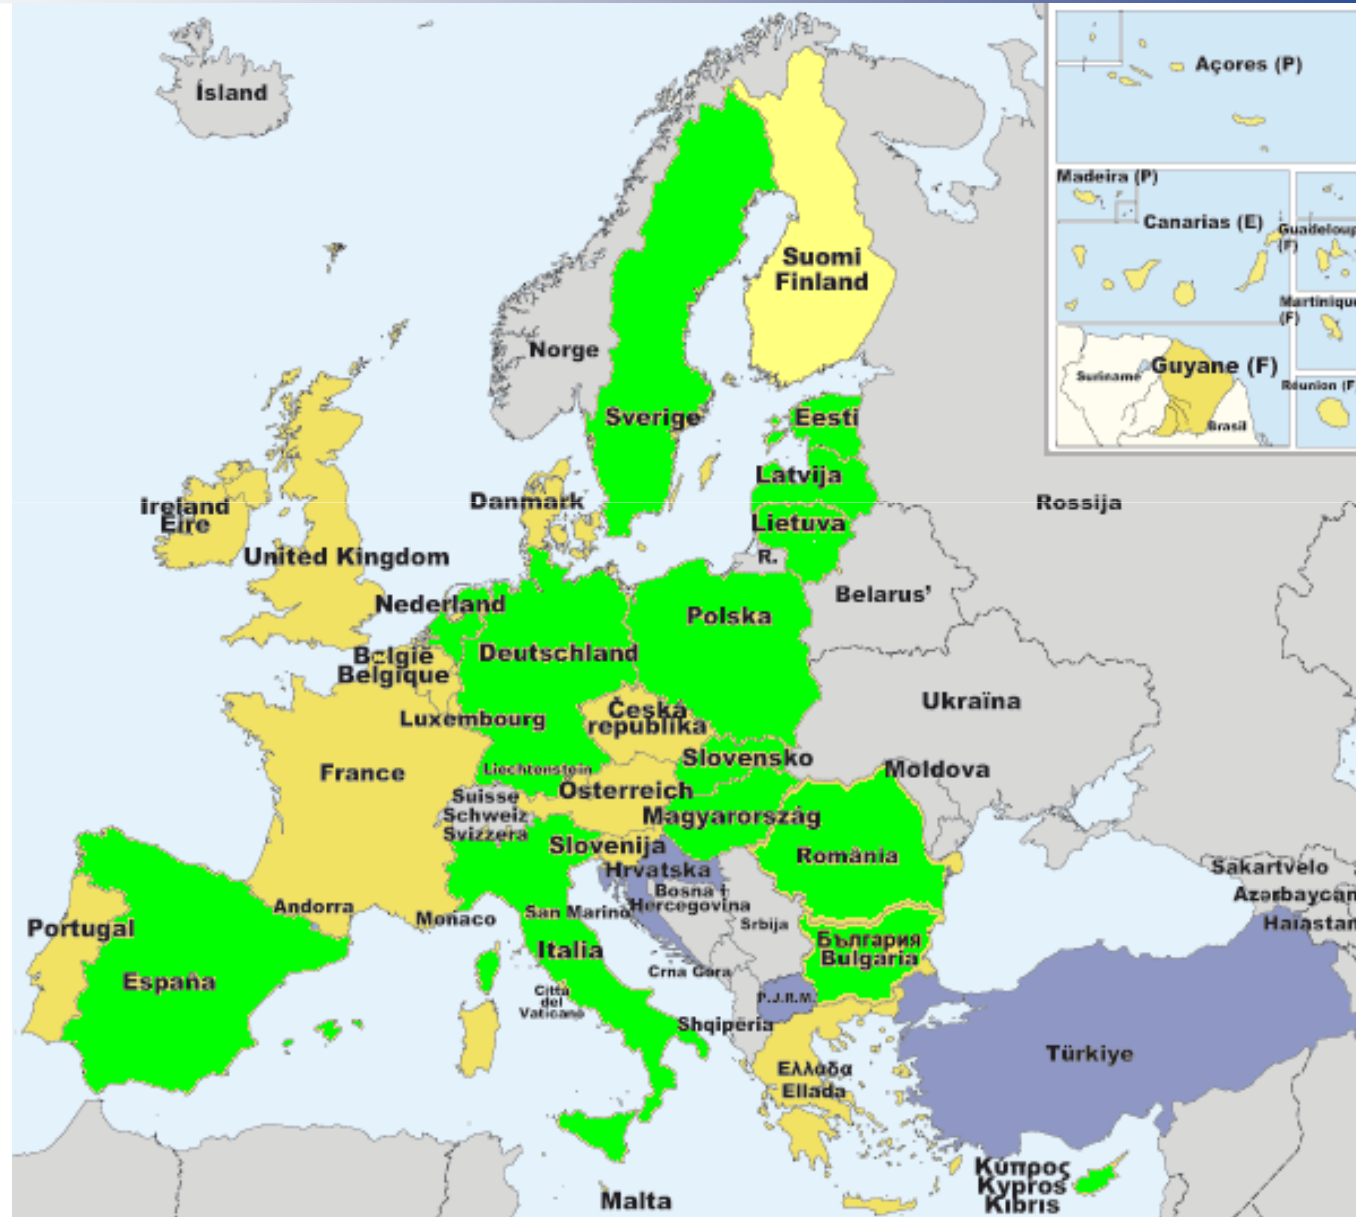 Ísland
Açores (P)
Madeira (P)
Canarias (E)
Guadeloup
(F)
Suomi
Finland
Martinique
(F)
Norge
Guyane (F)
Suriname
Réunion (F)
Brasil
Sverige
Eesti
Latvija
Danmark
Rossija
Ireland
Éire
Lietuva
United Kingdom
R.
Belarus'
Nederland
Polska
België
Belgique
Deutschland
Ukraïna
Luxembourg
Česká
republika
Slovensko
France
Liechtenstein
Moldova
Österreich
Suisse
Schweiz
Svizzera
Magyarország
Slovenija
România
Hrvatska
Sakartvelo
Bosna i
Hercegovina
Azərbaycan
Andorra
Monaco
San Marino
Srbija
Haiastan
Portugal
Italia
България
Bulgaria
España
Crna Gora
Città
del
Vaticano
P.J.R.M.
Shqipëria
Türkiye
Ελλάδα
Ellada
Κύπρος
Kypros
Kıbrıs
Malta